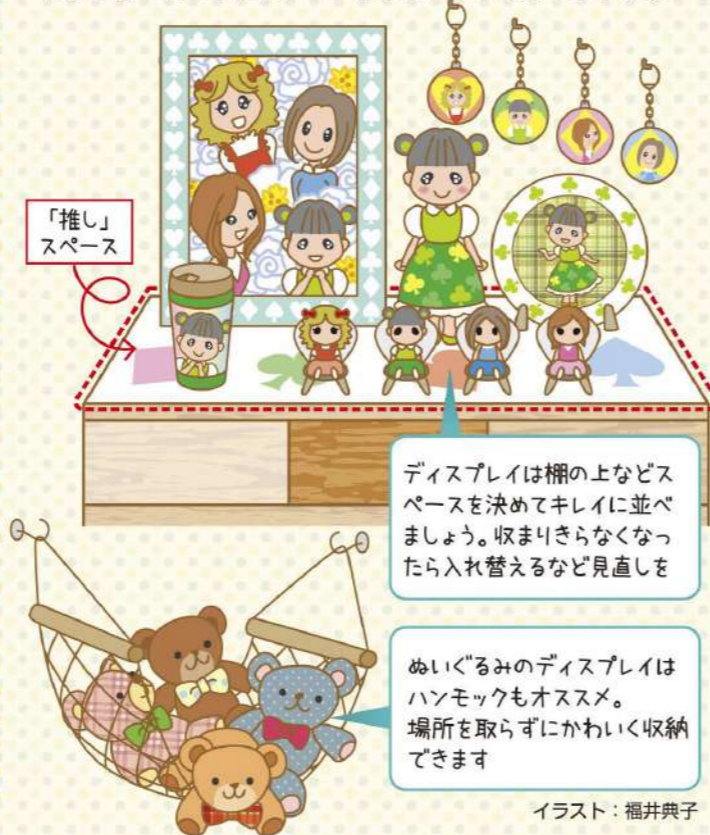 「推し」
スペース
ディスプレイは棚の上などス
ペースを決めてキレイに並べ
ましょう。収まりきらなくなっ
たら入れ替えるなど見直しを
ぬいぐるみのディスプレイは
ハンモックもオススメ。
場所を取らずにかわいく収納
できます
イラスト：福井典子